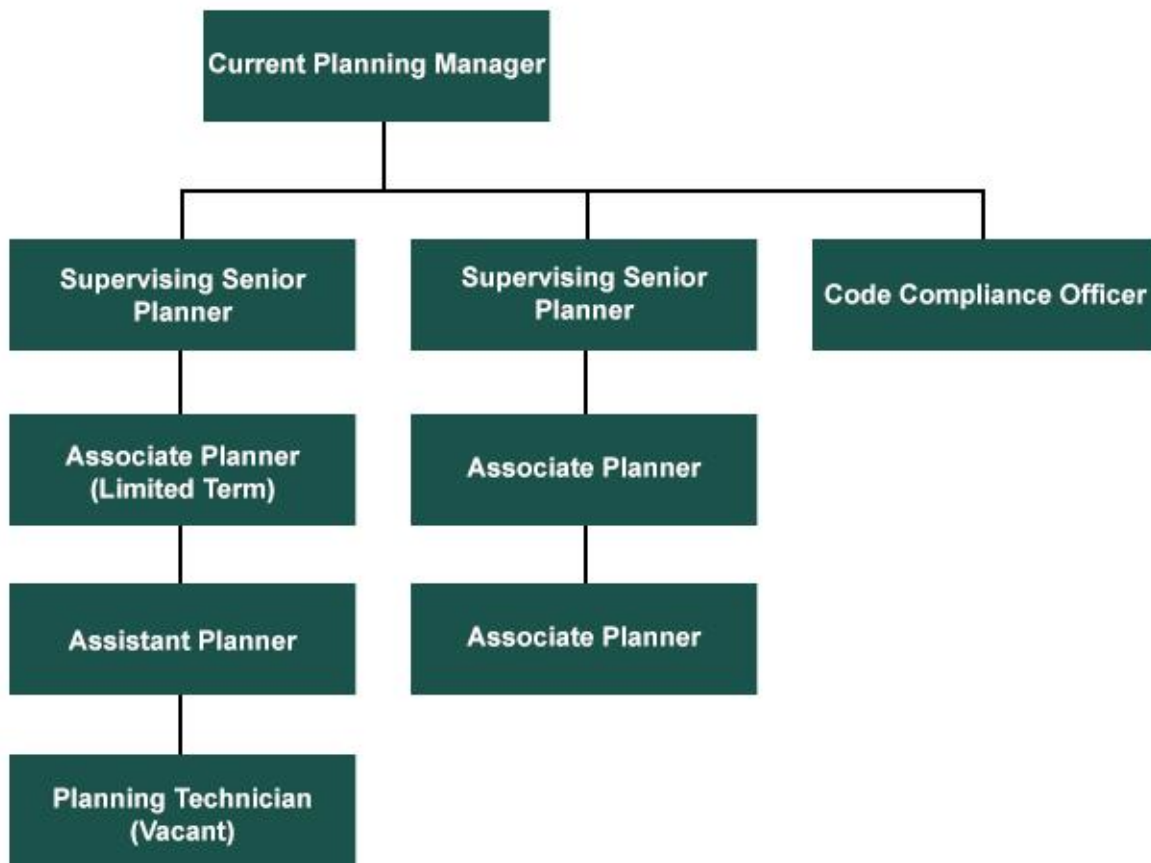 Current Planning Manager
Supervising Senior
Planner
Supervising Senior
Planner
Code Compliance Officer
Associate Planner
(Limited Term)
Associate Planner
Assistant Planner
Associate Planner
Planning Technician
(Vacant)